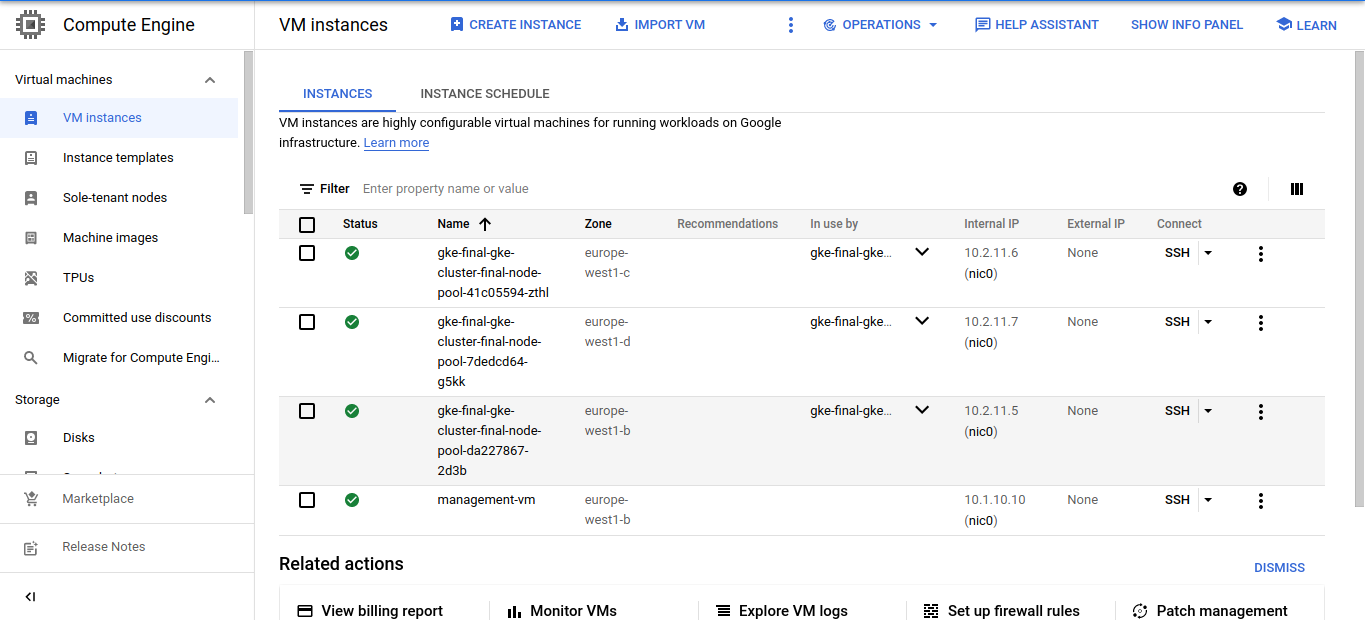 Compute Engine
VM instances
CREATE INSTANCE
IMPORT VM
OPERATIONS
HELP ASSISTANT
SHOW INFO PANEL
LEARN
Virtual machines
VM instances
Instance templates
Sole-tenant nodes
Machine images
TPUs
Committed use discounts
Migrate for Compute Engi...
Storage
Disks
Marketplace
Release Notes
INSTANCES
INSTANCE SCHEDULE
VM instances are highly configurable virtual machines for running workloads on Google
infrastructure. Learn more
Filter Enter property name or value
Status Name Zone Recommendations In use by Internal IP External IP Connect
gke-final-gke- europe- gke-final-gke... 10.2.11.6 None SSH
cluster-final-node- west1-c (nic0)
pool-41c05594-zthl
gke-final-gke- europe- gke-final-gke... 10.2.11.7 None SSH
cluster-final-node- west1-d (nic0)
pool-7dedcd64-
g5kk
gke-final-gke- europe- gke-final-gke... 10.2.11.5 None SSH
cluster-final-node- west1-b (nic0)
pool-da227867-
2d3b
management-vm europe- 10.1.10.10 None SSH
west1-b (nic0)
Related actions
DISMISS
View billing report
Monitor VMs
Explore VM logs
Set up firewall rules
Patch management